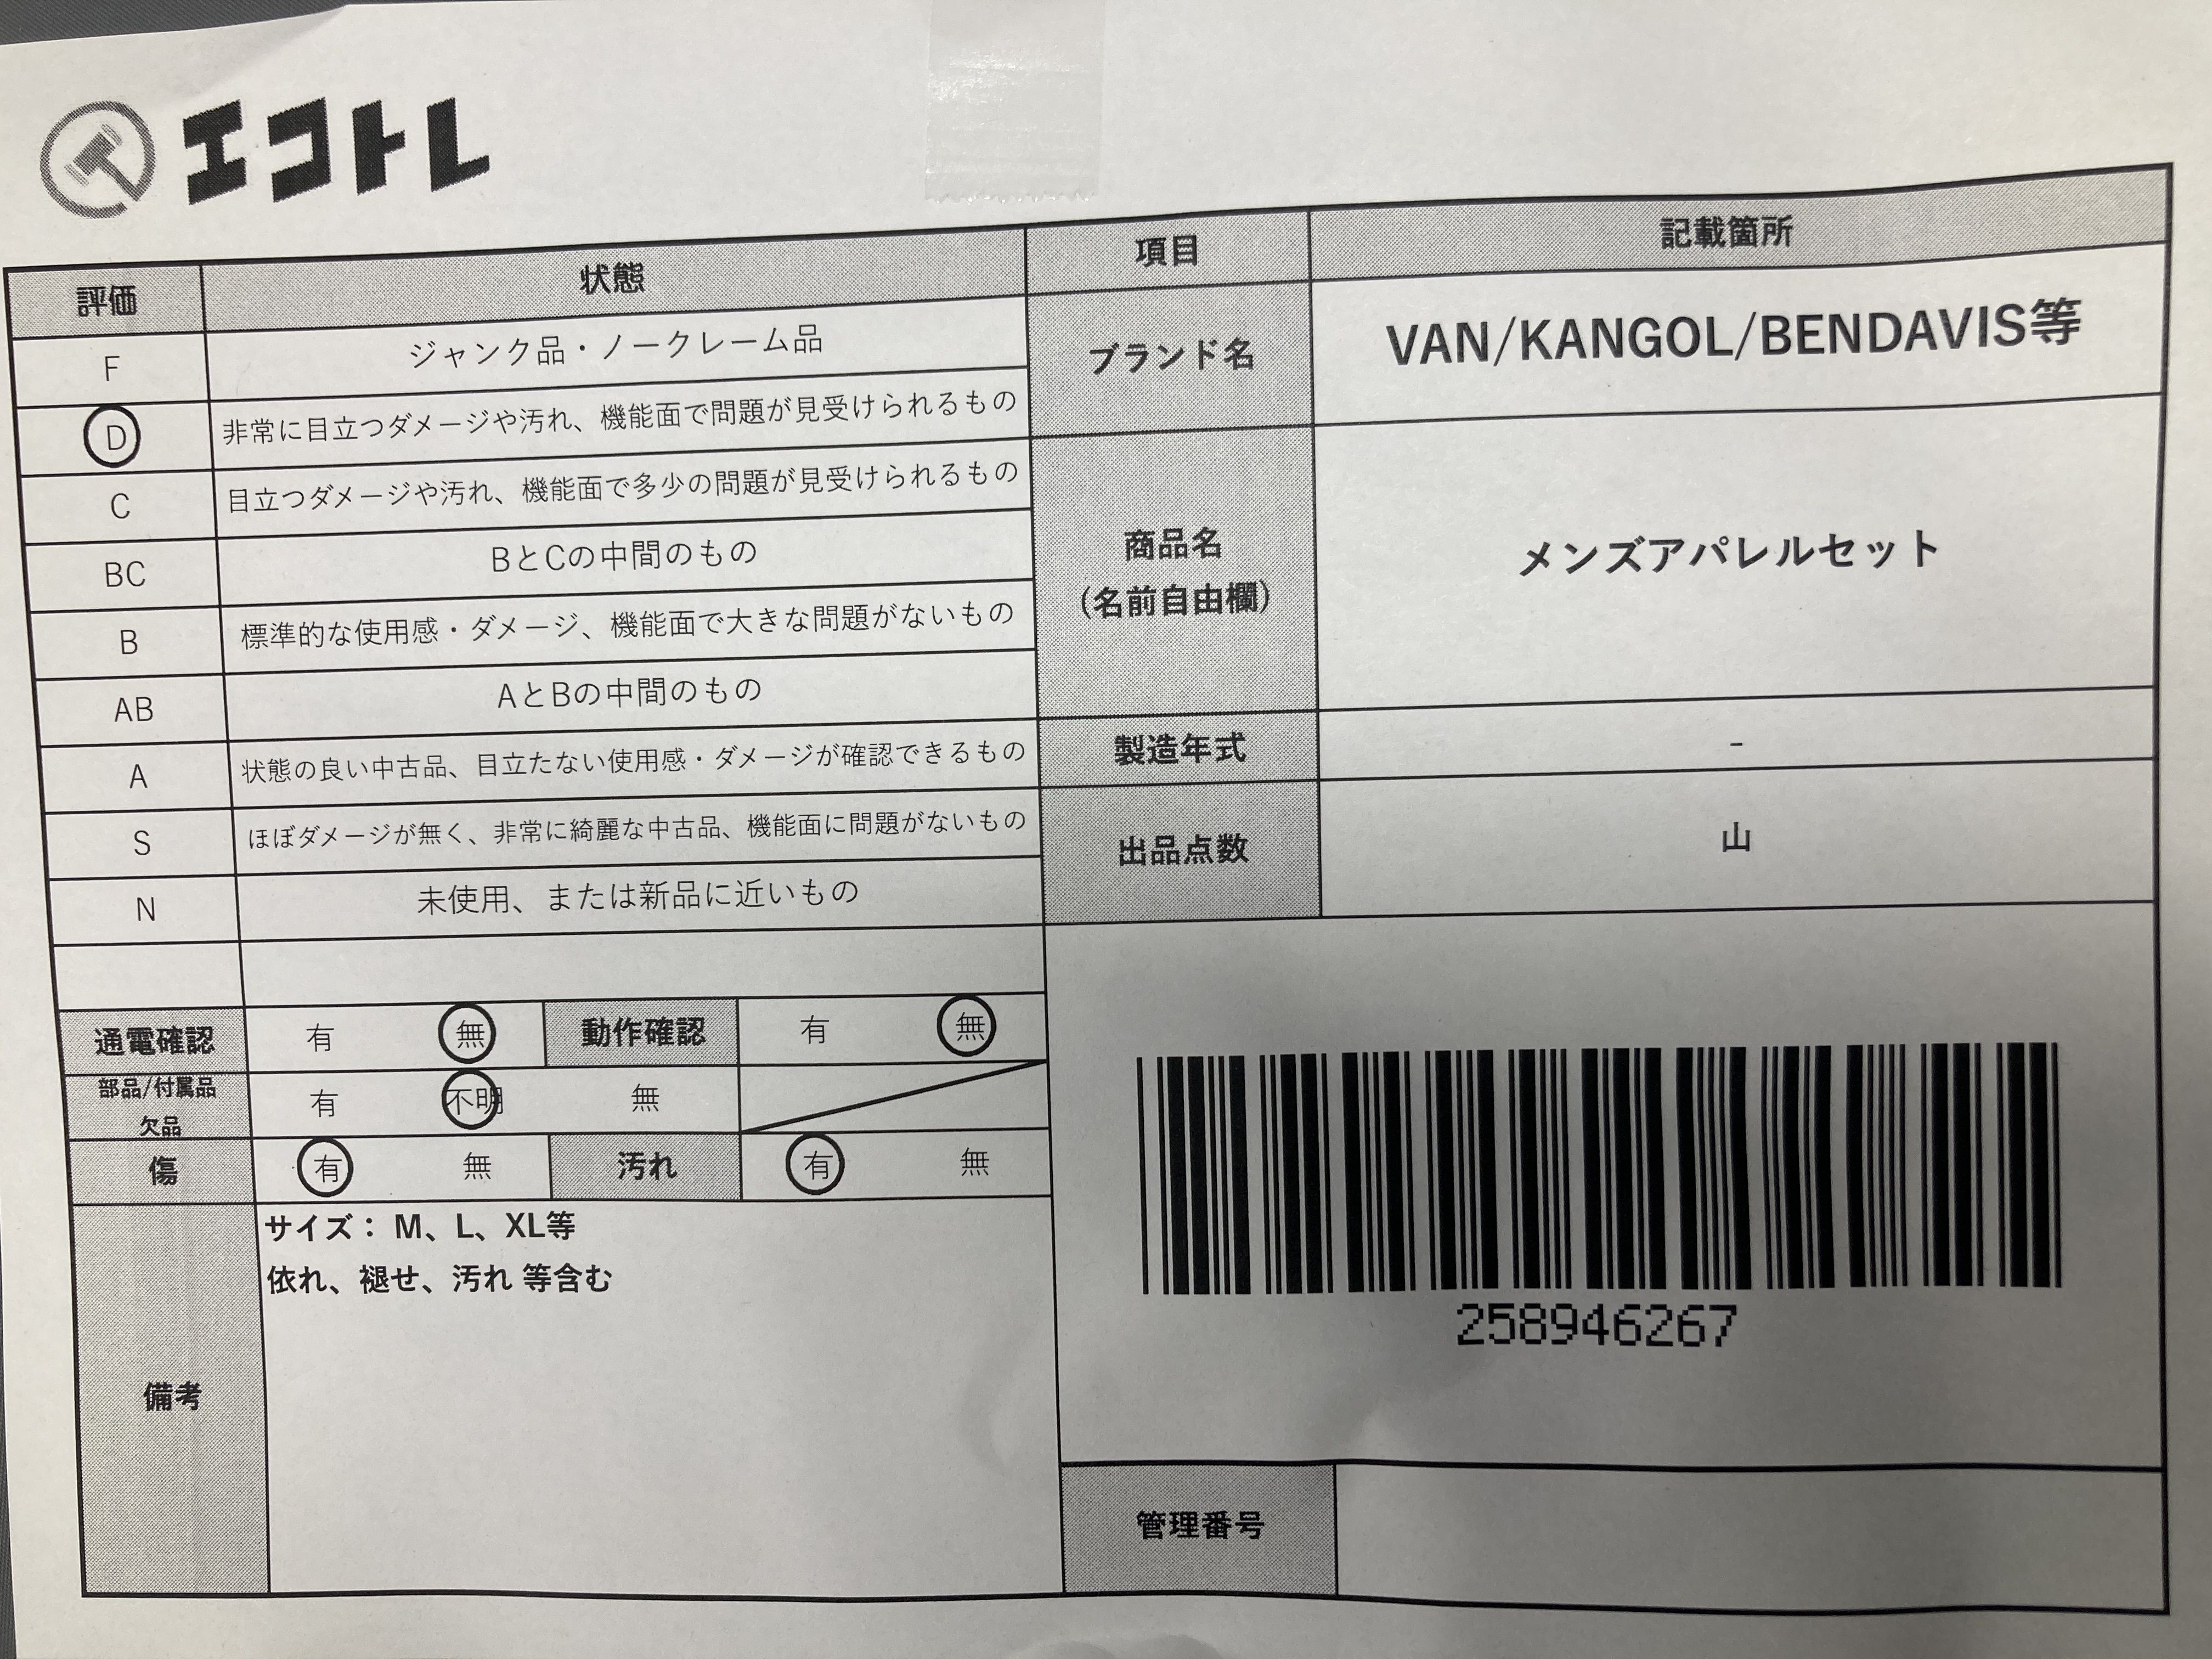 エコトレ
評価 状態 項目 記載箇所
F ジャンク品・ノークレーム品
D 非常に目立つダメージや汚れ、機能面で問題が見受けられるもの
C 目立つダメージや汚れ、機能面で多少の問題が見受けられるもの
BC BとCの中間のもの
B 標準的な使用感・ダメージ、機能面で大きな問題がないもの
AB AとBの中間のもの
A 状態の良い中古品、目立たない使用感・ダメージが確認できるもの
S ほぼダメージが無く、非常に綺麗な中古品、機能面に問題がないもの
N 未使用、または新品に近いもの
ブランド名 VAN/KANGOL/BENDAVIS等
商品名
（名前自由欄）
メンズアパレルセット
製造年式 -
出品点数 山
通電確認 有 無 動作確認 有 無
部品/付属品
欠品
有 不明 無
傷 有 無 汚れ 有 無
備考
サイズ： M、L、XL等
依れ、褪せ、汚れ 等含む
258946267
管理番号